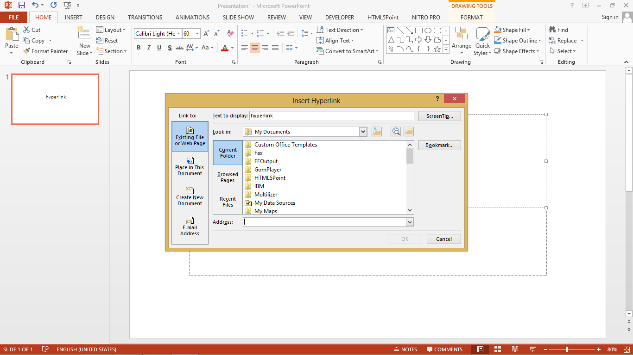 Presentation1 - Microsoft PowerPoint
DRAWING TOOLS
FILE HOME INSERT DESIGN TRANSITIONS ANIMATIONS SLIDE SHOW REVIEW VIEW DEVELOPER HTML5Point NITRO PRO FORMAT Sign in
Cut
Copy
Format Painter
Paste
Clipboard
New Slide
Layout
Reset
Section
Slides
Calibri Light (He 60
B I U S abc AV Aa A
Font
Text Direction
Align Text
Convert to SmartArt
Paragraph
Arrange
Quick Styles
Shape Fill
Shape Outline
Shape Effects
Drawing
Find
Replace
Select
Editing
1
hyperlink
Insert Hyperlink
Link to:
Text to display: hyperlink
ScreenTip...
Existing File or Web Page
Look in: My Documents
Place in This Document
Create New Document
E-mail Address
Current Folder
Browsed Pages
Recent Files
Custom Office Templates
Fax
FFOutput
GomPlayer
HTML5Point
IBM
Multilizer
My Data Sources
My Maps
Bookmark...
Address:
OK Cancel
SLIDE 1 OF 1 ENGLISH (UNITED STATES) NOTES COMMENTS 80%